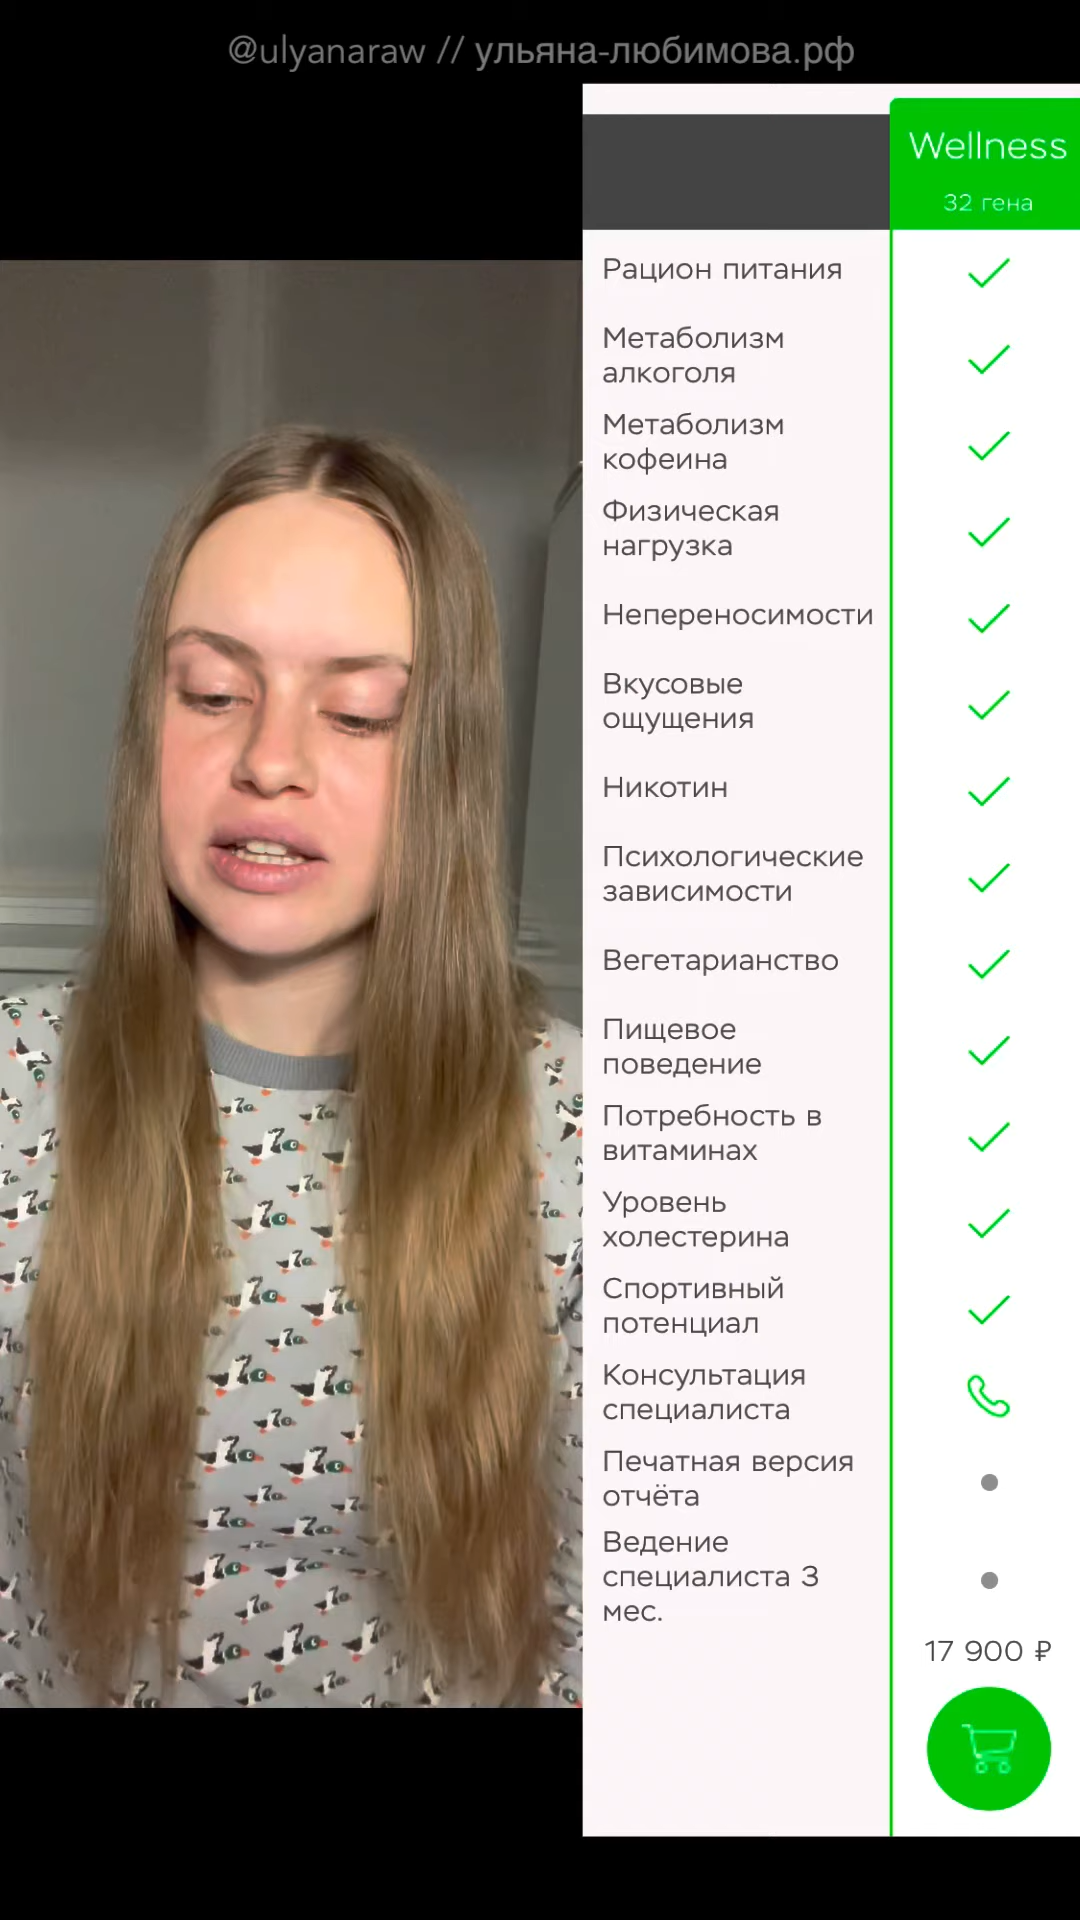 @ulyanaraw // ульяна-любимова.рф
Wellness
32 гена
Рацион питания
Метаболизм
алкоголя
Метаболизм
кофеина
Физическая
нагрузка
Непереносимости
Вкусовые
ощущения
Никотин
Психологические
зависимости
Вегетарианство
Пищевое
поведение
Потребность в
витаминах
Уровень
холестерина
Спортивный
потенциал
Консультация
специалиста
Печатная версия
отчёта
Ведение
специалиста 3
мес.
17 900 ₽